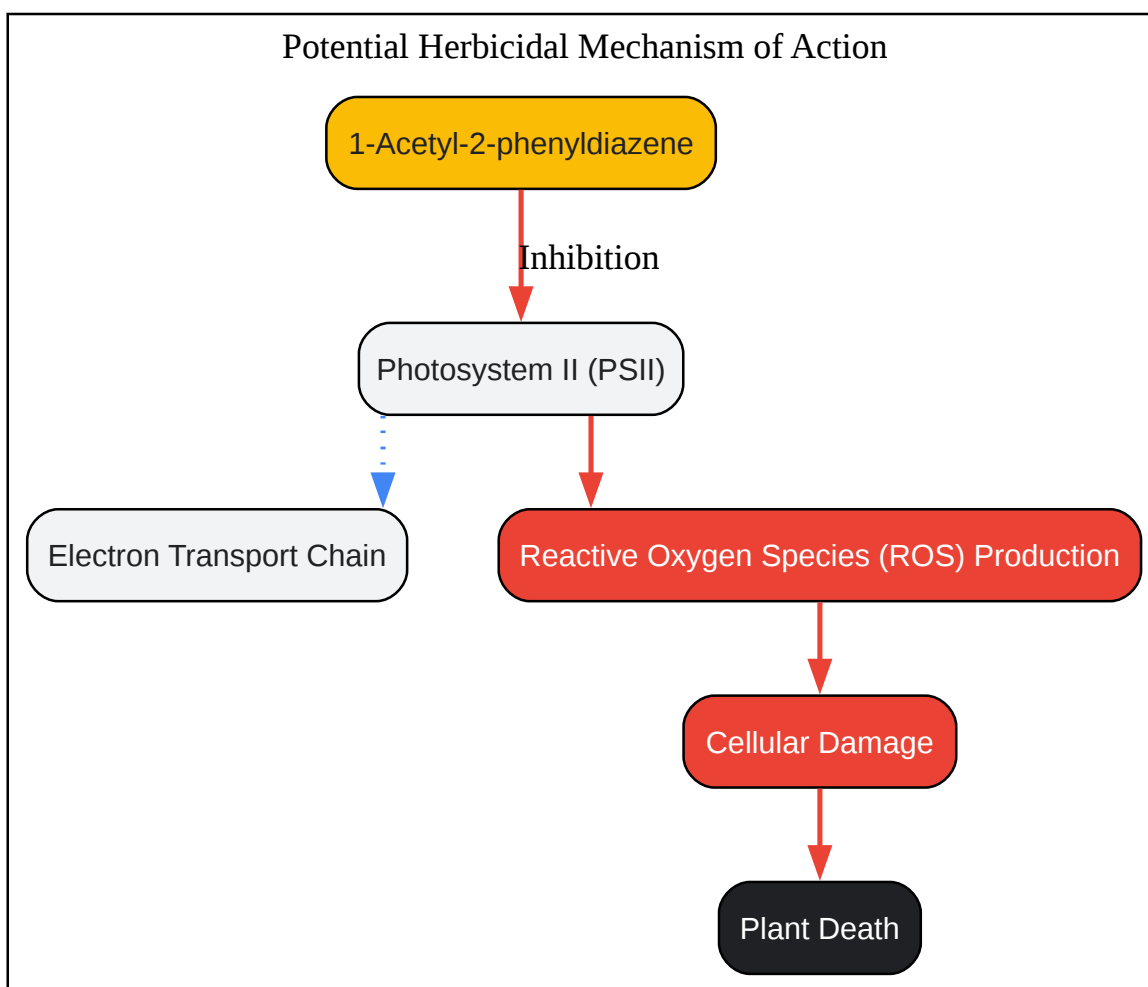 Potential Herbicidal Mechanism of Action
1-Acetyl-2-phenyldiazene
Inhibition
Photosystem II (PSII)
Electron Transport Chain
Reactive Oxygen Species (ROS) Production
Cellular Damage
Plant Death